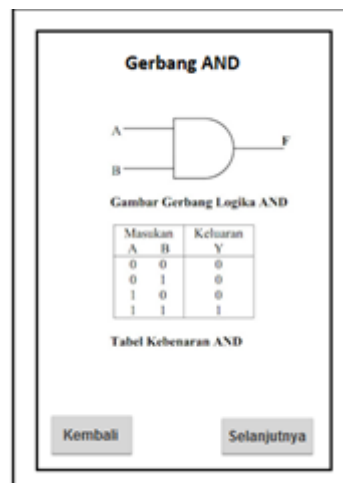 Gerbang AND
A
F
B
Gambar Gerbang Logika AND
Masukan Keluaran
A B Y
0 0 0
0 1 0
1 0 0
1 1 1
Tabel Kebenaran AND
Kembali Selanjutnya